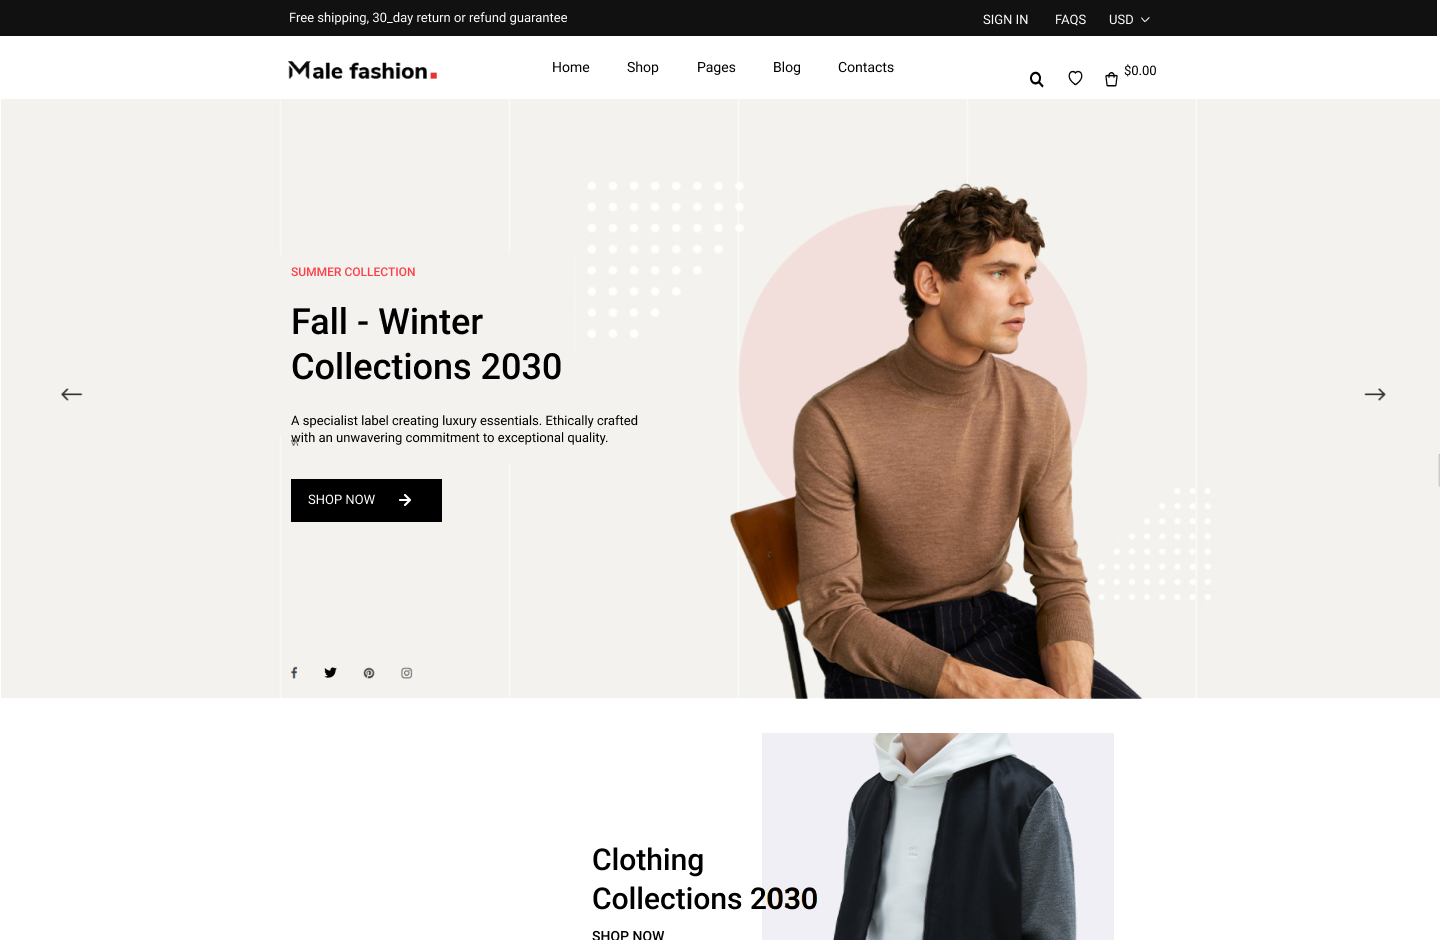 Free shipping, 30_day return or refund guarantee
SIGN IN FAQS USD
Male fashion.
Home Shop Pages Blog Contacts
$0.00
SUMMER COLLECTION
Fall - Winter
Collections 2030
A specialist label creating luxury essentials. Ethically crafted
with an unwavering commitment to exceptional quality.
SHOP NOW
Clothing
Collections 2030
SHOP NOW